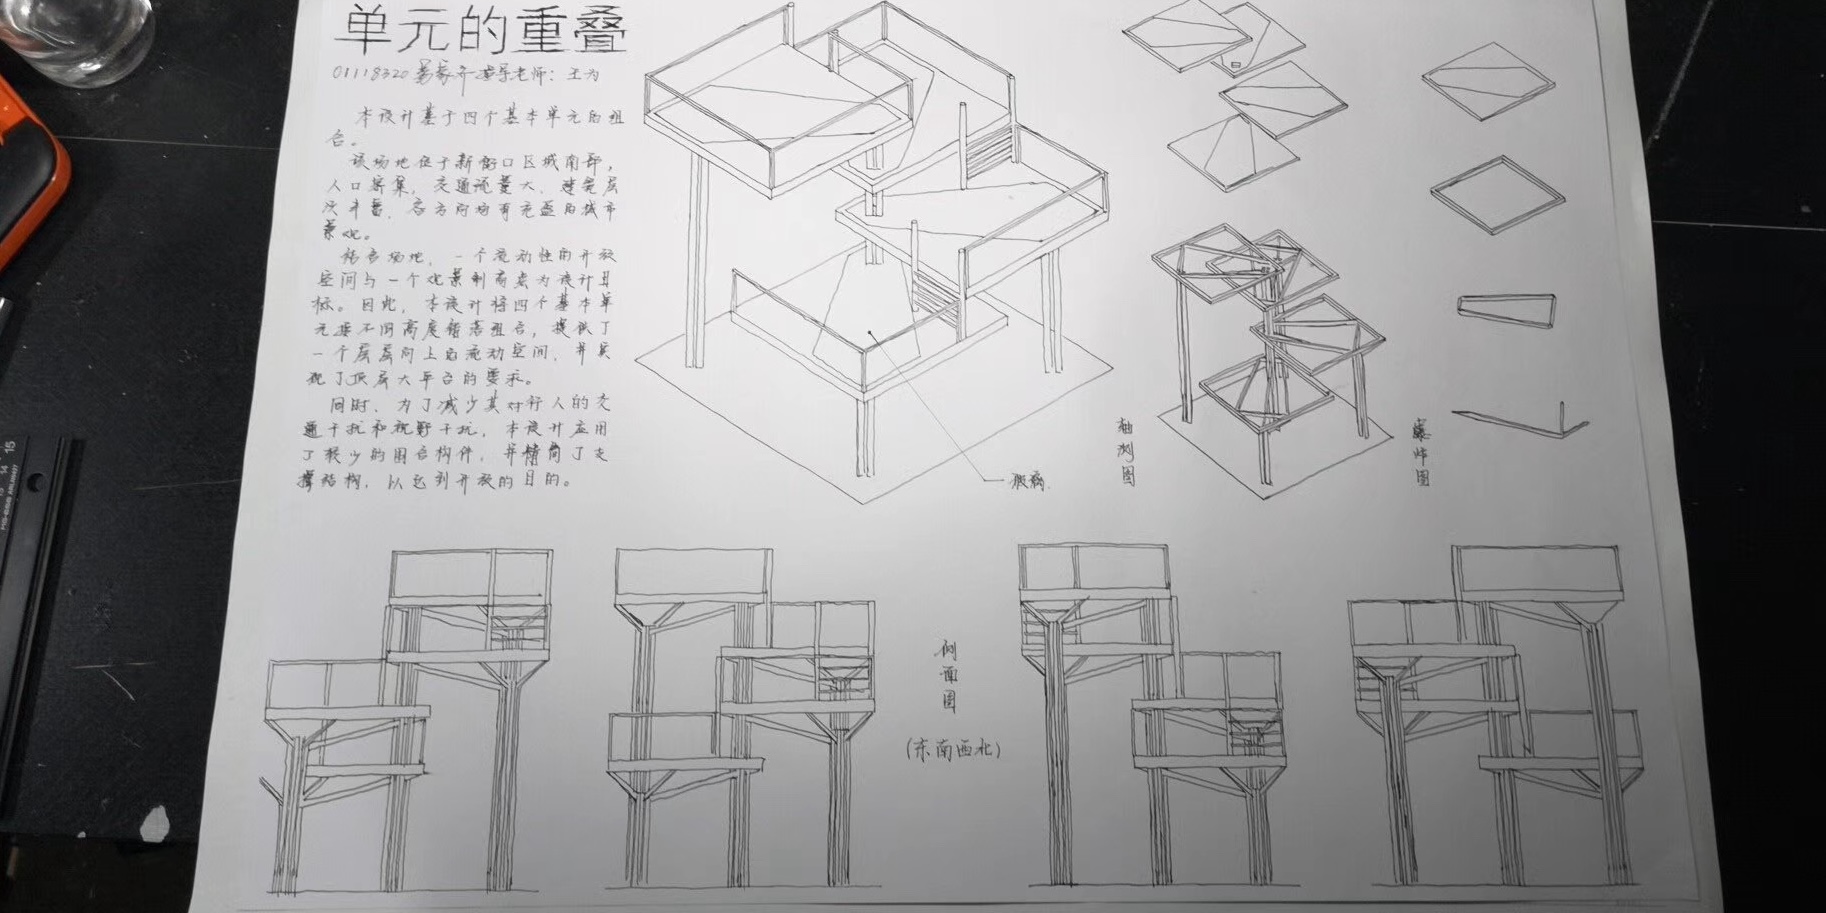 单元的重叠
01118320 指导老师：王为
本设计基于四个基本单元的组
合。
该场地位于新街口区域南部，
人口密集，交通流量大，建筑层
次丰富，各方向均有充盈的城市
景观。
结合场地，一个流动性的开放
空间与一个观景制高点为设计目
标。因此，本设计将四个基本单
元按不同高度错落组合，提供了
一个层层向上的流动空间，并实
现了顶层大平台的要求。
同时，为了减少其对行人的交
通干扰和视野干扰，本设计应用
了较少的围合构件，并精简了支
撑结构，以达到开放的目的。
玻璃
轴测图
爆炸图
侧面图
(东南西北)
15
14